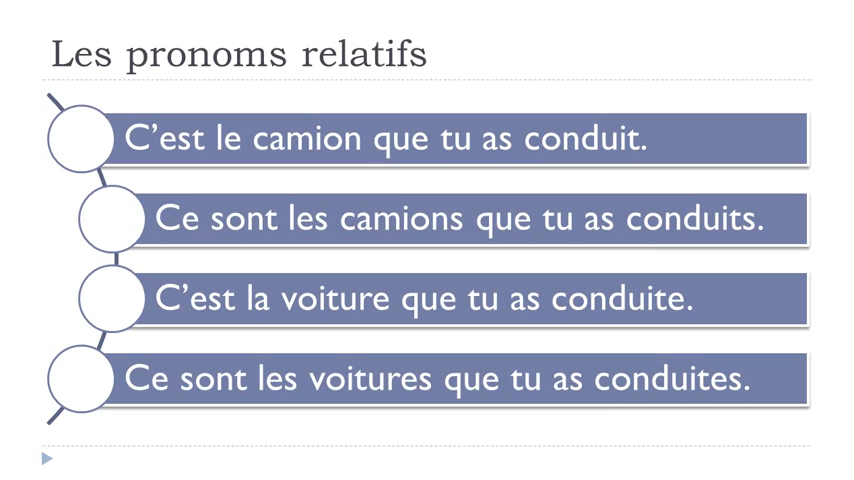 Les pronoms relatifs
C’est le camion que tu as conduit.
Ce sont les camions que tu as conduits.
C’est la voiture que tu as conduite.
Ce sont les voitures que tu as conduites.